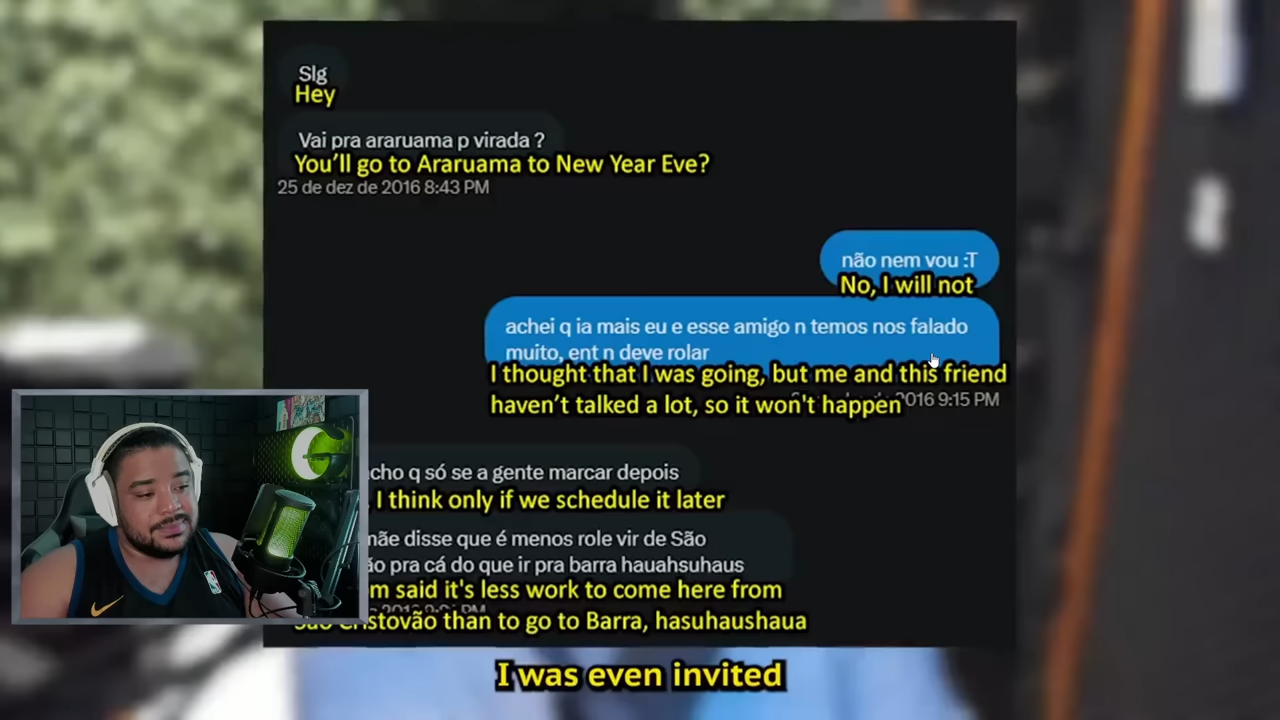 Slg
Hey
Vai pra araruama p virada ?
You'll go to Araruama to New Year Eve?
25 de dez de 2016 8:43 PM
não nem vou :T
No, I will not
achei q ia mais eu e esse amigo n temos nos falado
muito, ent n deve rolar
I thought that I was going, but me and this friend
haven't talked a lot, so it won't happen
2016 9:15 PM
q só se a gente marcar depois
I think only if we schedule it later
disse que é menos role vir de São
pra cá do que ir pra barra hauahsuhaus
said it's less work to come here from
São Cristovão than to go to Barra, hasuhaushaua
I was even invited